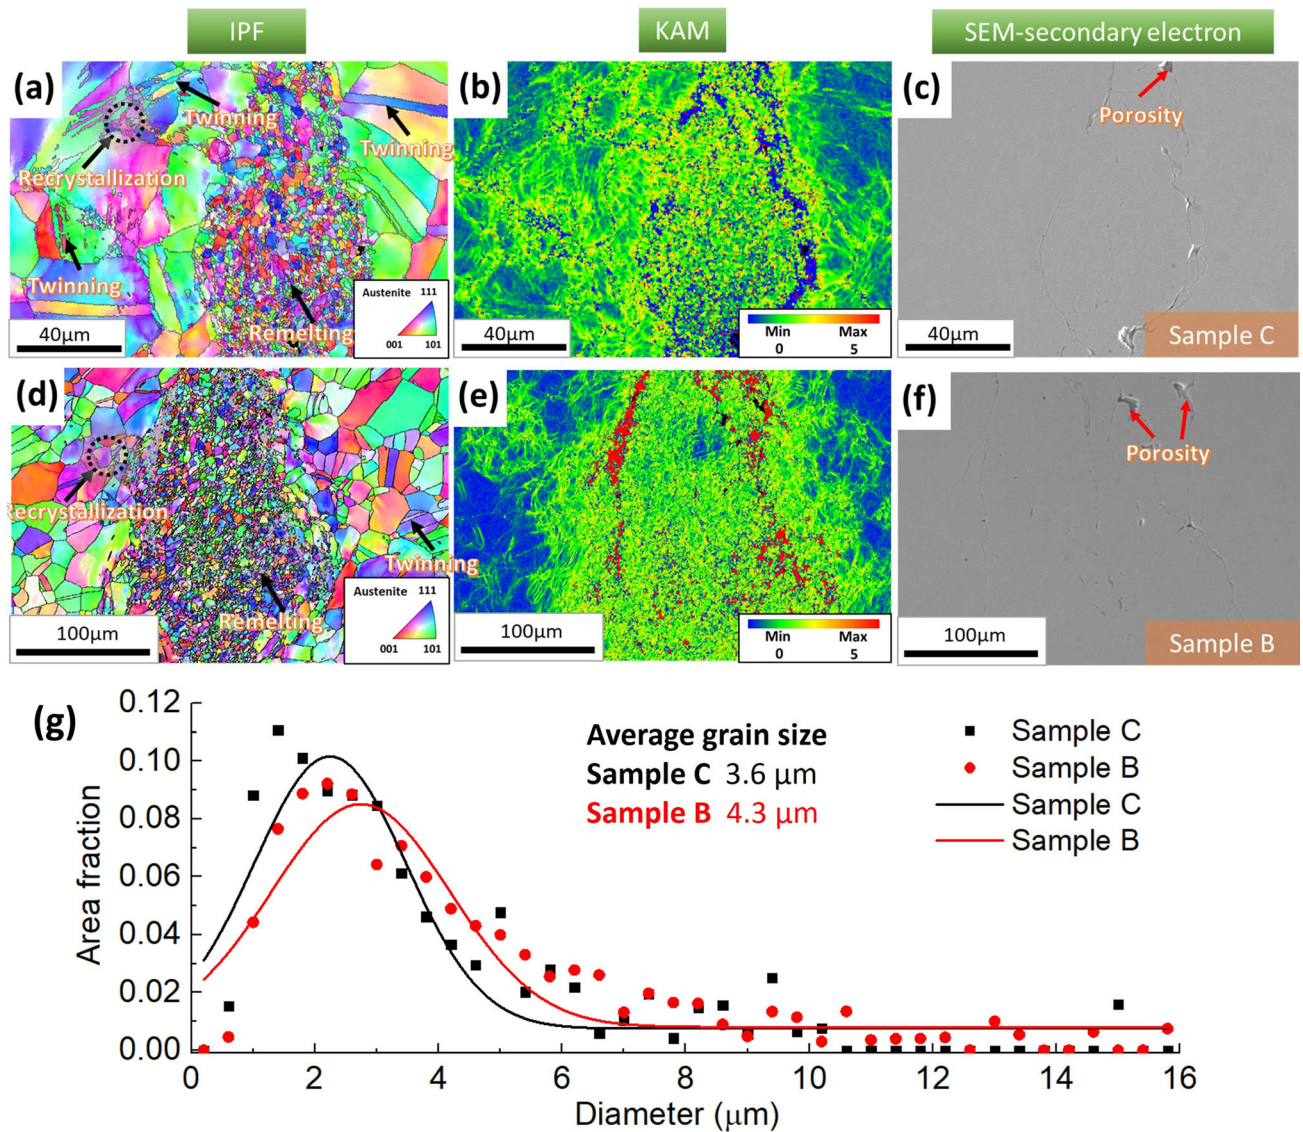 IPF
KAM
SEM-secondary electron
(a)
Twinning
Twinning
Recrystallization
Twinning
Remelting
Austenite 111
001 101
40μm
(b)
40μm
Min Max
0 5
(c)
Porosity
40μm
Sample C
(d)
Recrystallization
Twinning
Remelting
Austenite 111
001 101
100μm
(e)
100μm
Min Max
0 5
(f)
Porosity
100μm
Sample B
(g)
Average grain size
Sample C 3.6 μm
Sample B 4.3 μm
Sample C
Sample B
Sample C
Sample B
Area fraction
0.12
0.10
0.08
0.06
0.04
0.02
0.00
0 2 4 6 8 10 12 14 16
Diameter (μm)